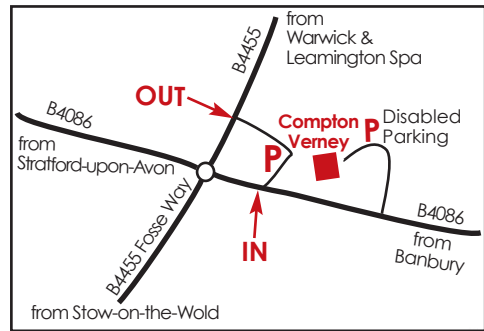 from
Warwick &
Leamington Spa
B4455
OUT
B4086
from
Stratford-upon-Avon
P
Compton
Verney
P
Disabled
Parking
IN
B4086
from
Banbury
B4455 Fosse Way
from Stow-on-the-Wold